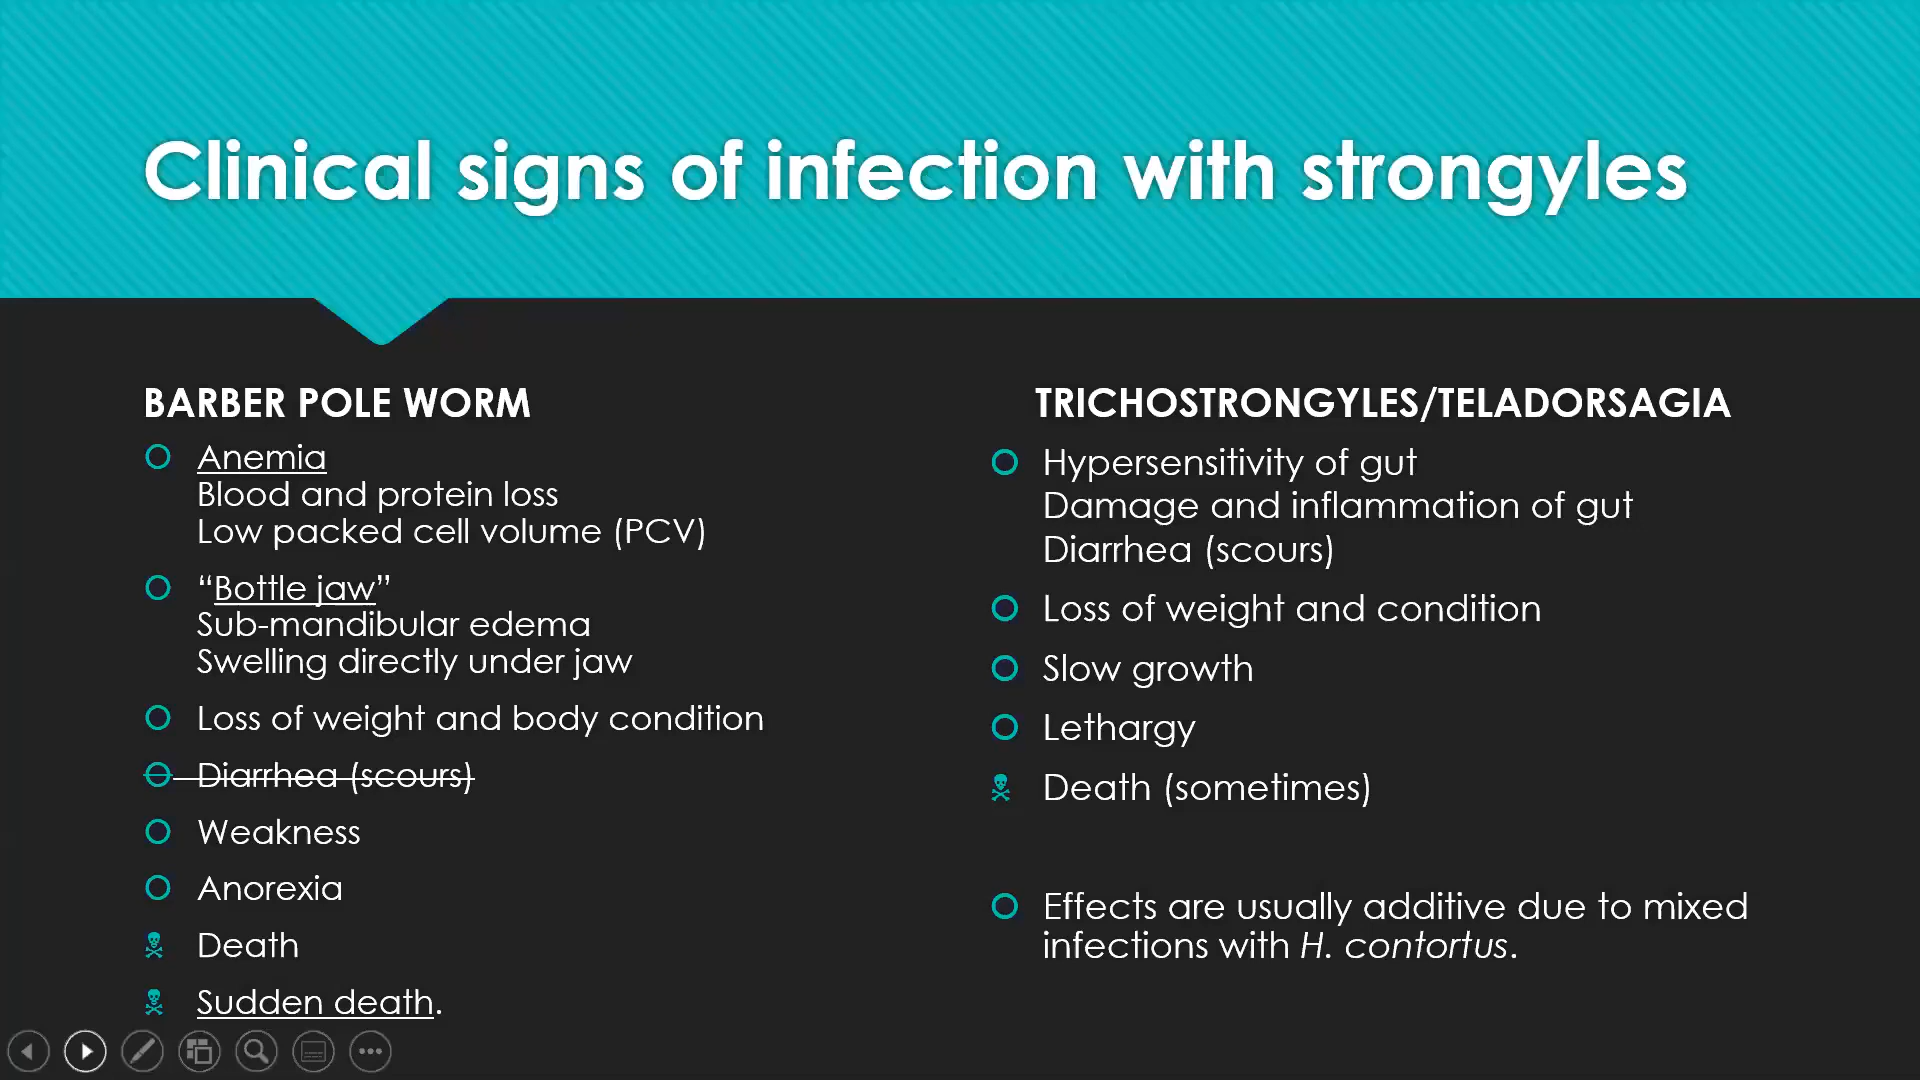 Clinical signs of infection with strongyles
BARBER POLE WORM
Anemia
Blood and protein loss
Low packed cell volume (PCV)
“Bottle jaw”
Sub-mandibular edema
Swelling directly under jaw
Loss of weight and body condition
Diarrhea (scours)
Weakness
Anorexia
Death
Sudden death.
TRICHOSTRONGYLES/TELADORSAGIA
Hypersensitivity of gut
Damage and inflammation of gut
Diarrhea (scours)
Loss of weight and condition
Slow growth
Lethargy
Death (sometimes)
Effects are usually additive due to mixed
infections with H. contortus.